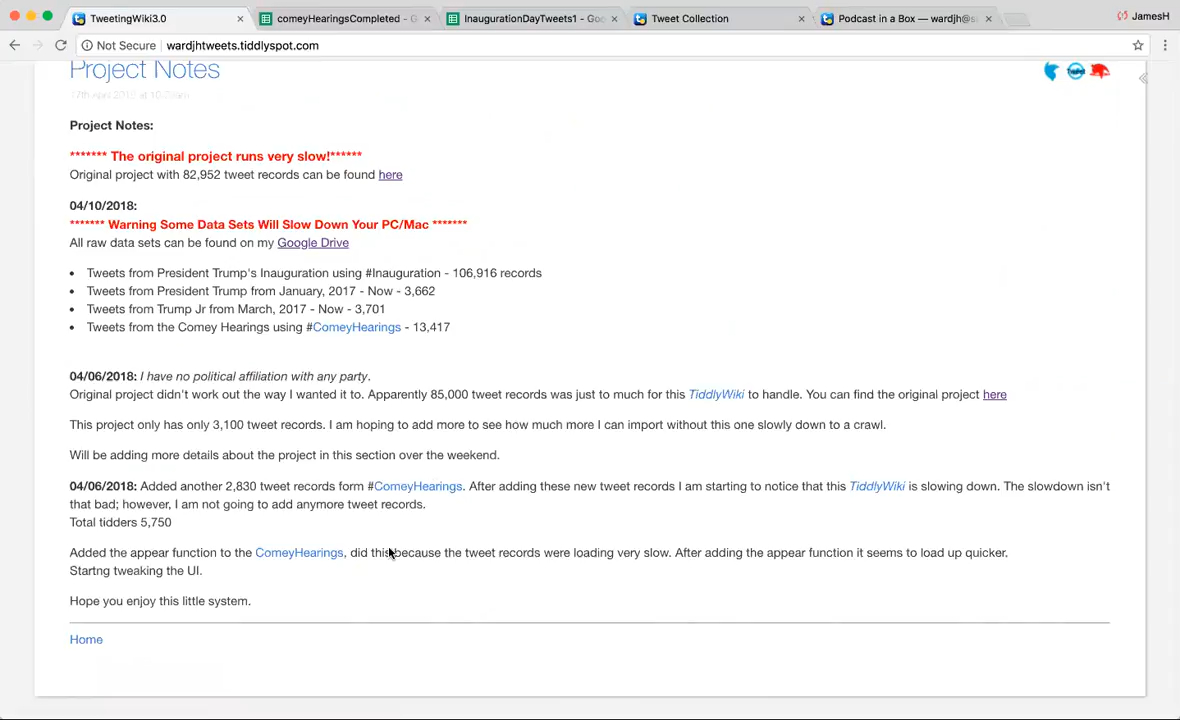 TweetingWiki3.0
comeyHearingsCompleted - G
InaugurationDayTweets1 - Goo
Tweet Collection
Podcast in a Box — wardjh@s
JamesH
Not Secure
wardjhtweets.tiddlyspot.com
Project Notes
Project Notes:
******* The original project runs very slow!******
Original project with 82,952 tweet records can be found here
04/10/2018:
******* Warning Some Data Sets Will Slow Down Your PC/Mac *******
All raw data sets can be found on my Google Drive
• Tweets from President Trump's Inauguration using #Inauguration - 106,916 records
• Tweets from President Trump from January, 2017 - Now - 3,662
• Tweets from Trump Jr from March, 2017 - Now - 3,701
• Tweets from the Comey Hearings using #ComeyHearings - 13,417
04/06/2018: I have no political affiliation with any party.
Original project didn't work out the way I wanted it to. Apparently 85,000 tweet records was just to much for this TiddlyWiki to handle. You can find the original project here
This project only has only 3,100 tweet records. I am hoping to add more to see how much more I can import without this one slowly down to a crawl.
Will be adding more details about the project in this section over the weekend.
04/06/2018: Added another 2,830 tweet records form #ComeyHearings. After adding these new tweet records I am starting to notice that this TiddlyWiki is slowing down. The slowdown isn't
that bad; however, I am not going to add anymore tweet records.
Total tidders 5,750
Added the appear function to the ComeyHearings, did this because the tweet records were loading very slow. After adding the appear function it seems to load up quicker.
Startng tweaking the UI.
Hope you enjoy this little system.
Home